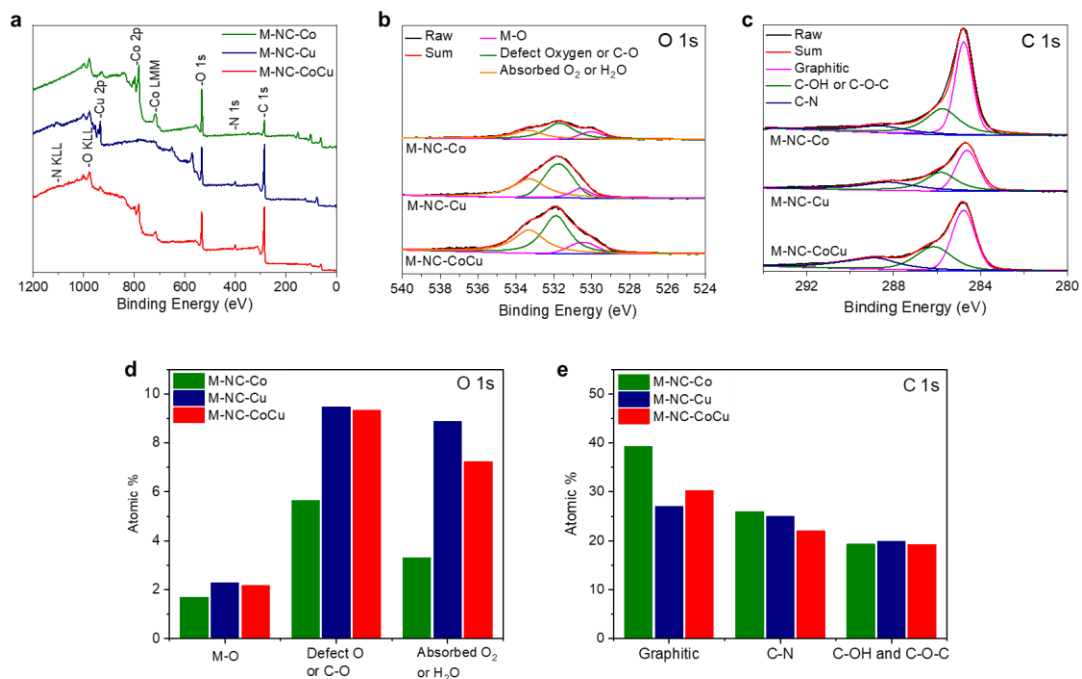 a
M-NC-Co
M-NC-Cu
M-NC-CoCu
-N KLL
-O KLL
-Cu 2p
-Co 2p
-Co LMM
-O 1s
-N 1s
-C 1s
1200 1000 800 600 400 200 0
Binding Energy (eV)
b
O 1s
Raw
Sum
M-O
Defect Oxygen or C-O
Absorbed O₂ or H₂O
M-NC-Co
M-NC-Cu
M-NC-CoCu
540 538 536 534 532 530 528 526 524
Binding Energy (eV)
c
C 1s
Raw
Sum
Graphitic
C-OH or C-O-C
C-N
M-NC-Co
M-NC-Cu
M-NC-CoCu
292 288 284 280
Binding Energy (eV)
d
O 1s
M-NC-Co
M-NC-Cu
M-NC-CoCu
10
8
6
4
2
0
Atomic %
M-O
Defect O
or C-O
Absorbed O₂
or H₂O
e
C 1s
M-NC-Co
M-NC-Cu
M-NC-CoCu
50
40
30
20
10
0
Atomic %
Graphitic
C-N
C-OH and C-O-C